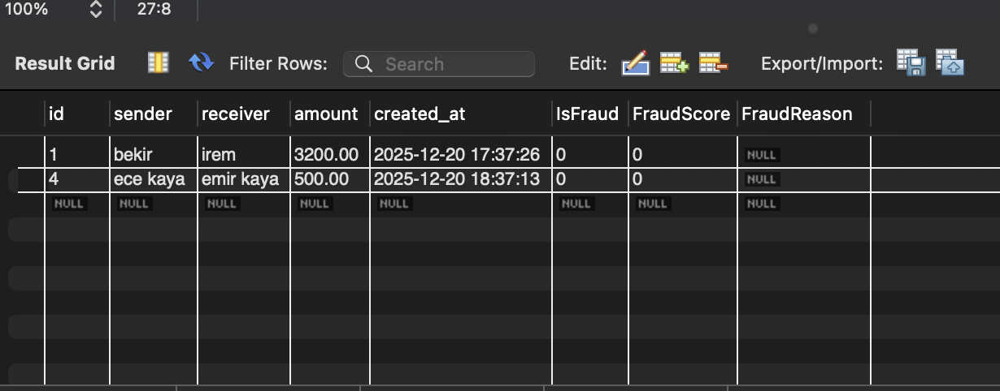 100% 27:8
Result Grid Filter Rows: Search Edit: Export/Import:
id sender receiver amount created_at IsFraud FraudScore FraudReason
1 bekir irem 3200.00 2025-12-20 17:37:26 0 0 NULL
4 ece kaya emir kaya 500.00 2025-12-20 18:37:13 0 0 NULL
NULL NULL NULL NULL NULL NULL NULL NULL